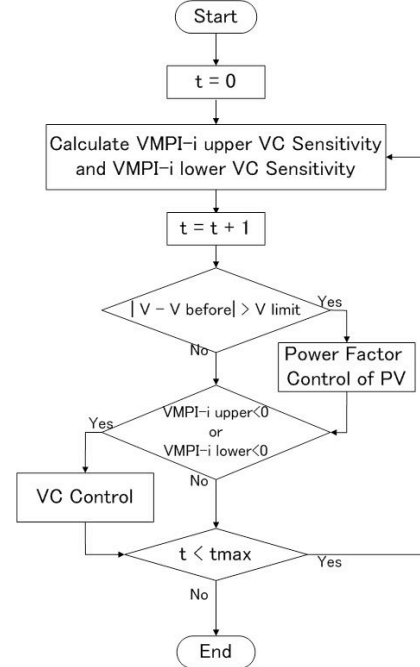 Start
t = 0
Calculate VMPI-i upper VC Sensitivity
and VMPI-i lower VC Sensitivity
t = t + 1
| V - V before| > V limit
Yes
No
Power Factor
Control of PV
VMPI-i upper<0
or
VMPI-i lower<0
Yes
No
VC Control
t < tmax
Yes
No
End